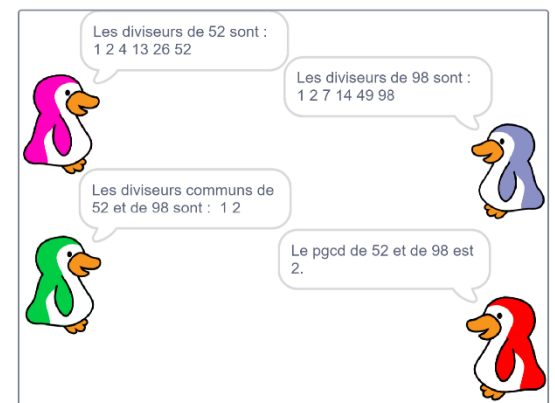 Les diviseurs de 52 sont :
1 2 4 13 26 52
Les diviseurs de 98 sont :
1 2 7 14 49 98
Les diviseurs communs de
52 et de 98 sont : 1 2
Le pgcd de 52 et de 98 est
2.